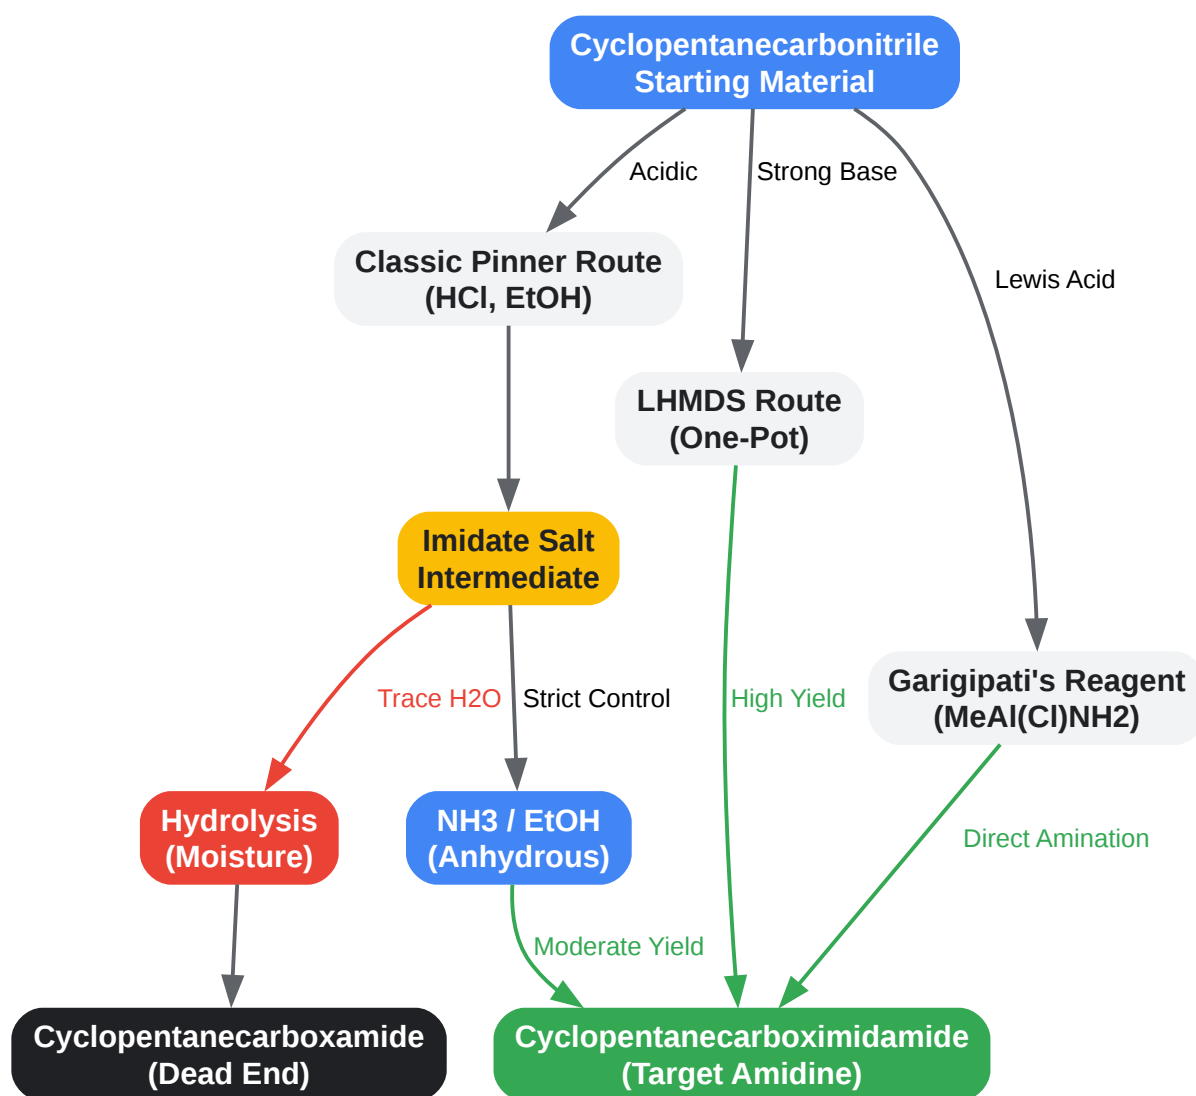 Cyclopentanecarbonitrile
Starting Material
Acidic
Strong Base
Lewis Acid
Classic Pinner Route
(HCl, EtOH)
LHMDS Route
(One-Pot)
Imidate Salt
Intermediate
Garigipati's Reagent
(MeAl(Cl)NH2)
Trace H2O
Strict Control
High Yield
Hydrolysis
(Moisture)
NH3 / EtOH
(Anhydrous)
Direct Amination
Moderate Yield
Cyclopentanecarboxamide
(Dead End)
Cyclopentanecarboximidamide
(Target Amidine)